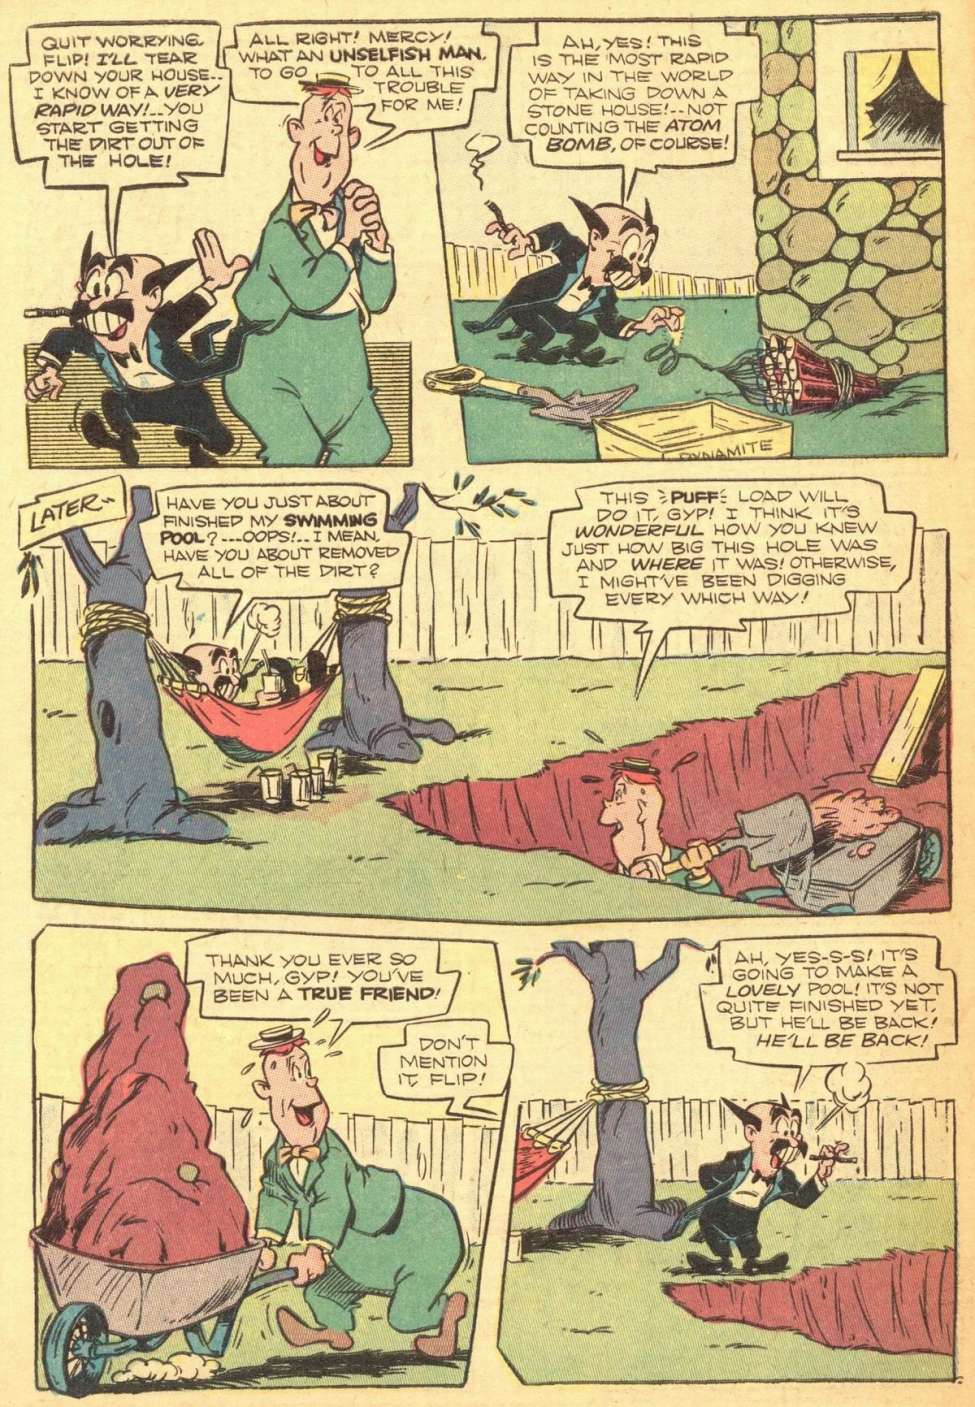 QUIT WORRYING,
FLIP! I'LL TEAR
DOWN YOUR HOUSE--
I KNOW OF A VERY
RAPID WAY!--YOU
START GETTING
THE DIRT OUT OF
THE HOLE!
ALL RIGHT! MERCY!
WHAT AN UNSELFISH MAN,
TO GO TO ALL THIS
TROUBLE
FOR ME!
AH, YES! THIS
IS THE MOST RAPID
WAY IN THE WORLD
OF TAKING DOWN A
STONE HOUSE!--NOT
COUNTING THE ATOM
BOMB, OF COURSE!
DYNAMITE
LATER--
HAVE YOU JUST ABOUT
FINISHED MY SWIMMING
POOL?---OOPS!--I MEAN,
HAVE YOU ABOUT REMOVED
ALL OF THE DIRT?
THIS PUFF LOAD WILL
DO IT, GYP! I THINK IT'S
WONDERFUL HOW YOU KNEW
JUST HOW BIG THIS HOLE WAS
AND WHERE IT WAS! OTHERWISE,
I MIGHT'VE BEEN DIGGING
EVERY WHICH WAY!
THANK YOU EVER SO
MUCH, GYP! YOU'VE
BEEN A TRUE FRIEND!
DON'T
MENTION
IT, FLIP!
AH, YES-S-S! IT'S
GOING TO MAKE A
LOVELY POOL! IT'S NOT
QUITE FINISHED YET,
BUT HE'LL BE BACK!
HE'LL BE BACK!